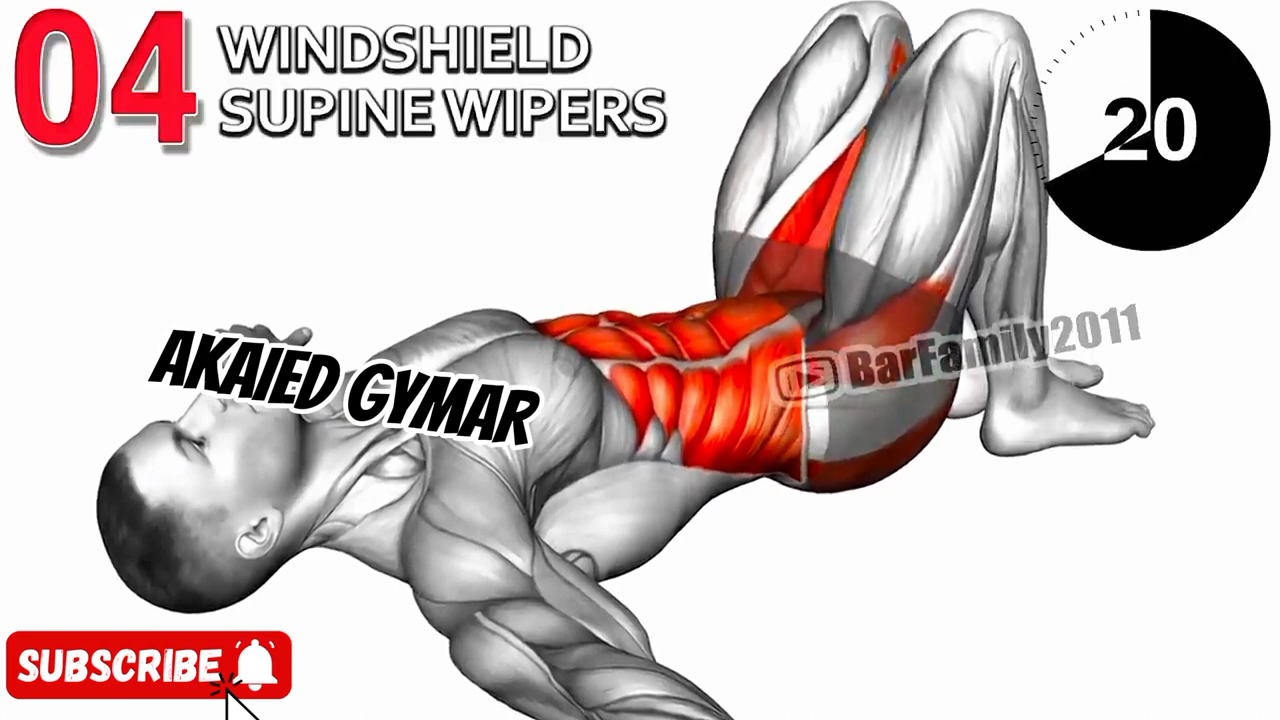 04
WINDSHIELD
SUPINE WIPERS
20
BarFamily2011
AKAIED GYMAR
SUBSCRIBE